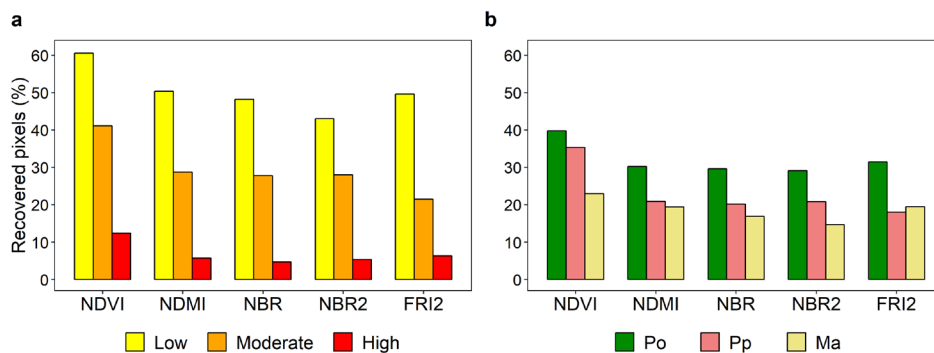 a
b
Recovered pixels (%)
60
50
40
30
20
10
0
NDVI NDMI NBR NBR2 FRI2
Low Moderate High
60
50
40
30
20
10
0
NDVI NDMI NBR NBR2 FRI2
Po Pp Ma